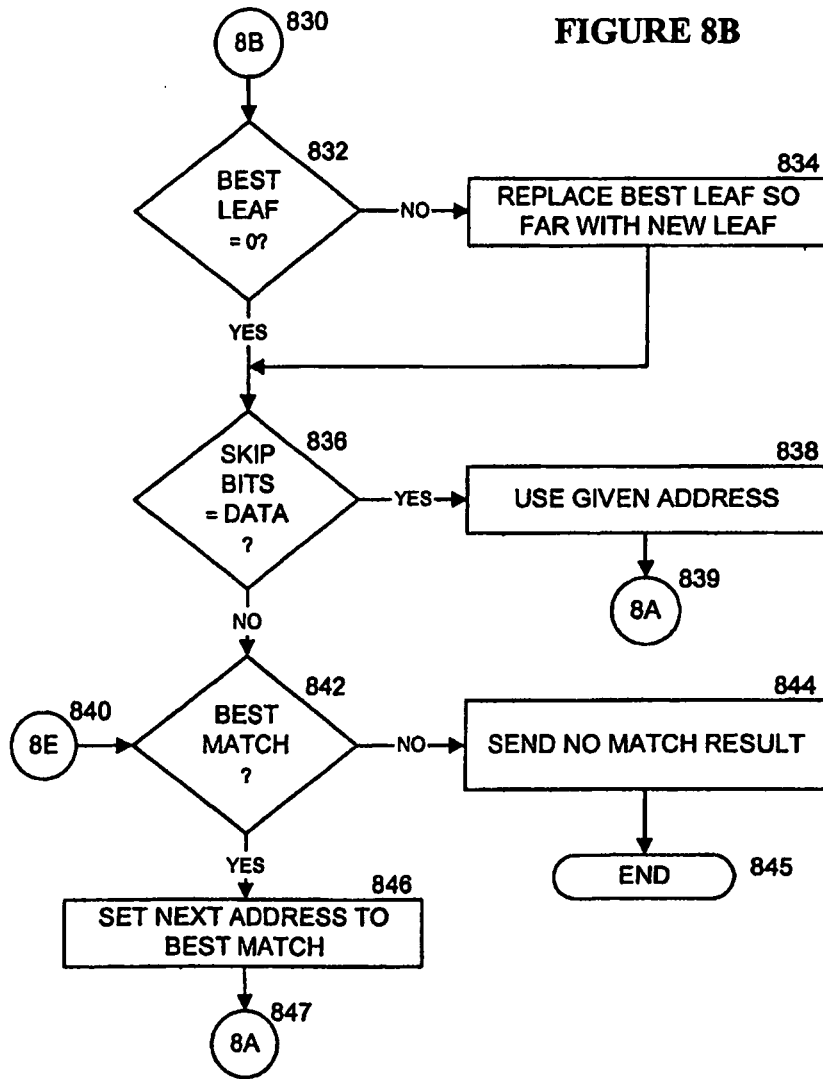 FIGURE 8B
830
8B
832
BEST
LEAF
= 0?
NO
834
REPLACE BEST LEAF SO
FAR WITH NEW LEAF
YES
836
SKIP
BITS
= DATA
?
YES
838
USE GIVEN ADDRESS
839
8A
NO
840
8E
842
BEST
MATCH
?
NO
844
SEND NO MATCH RESULT
END
845
YES
846
SET NEXT ADDRESS TO
BEST MATCH
847
8A